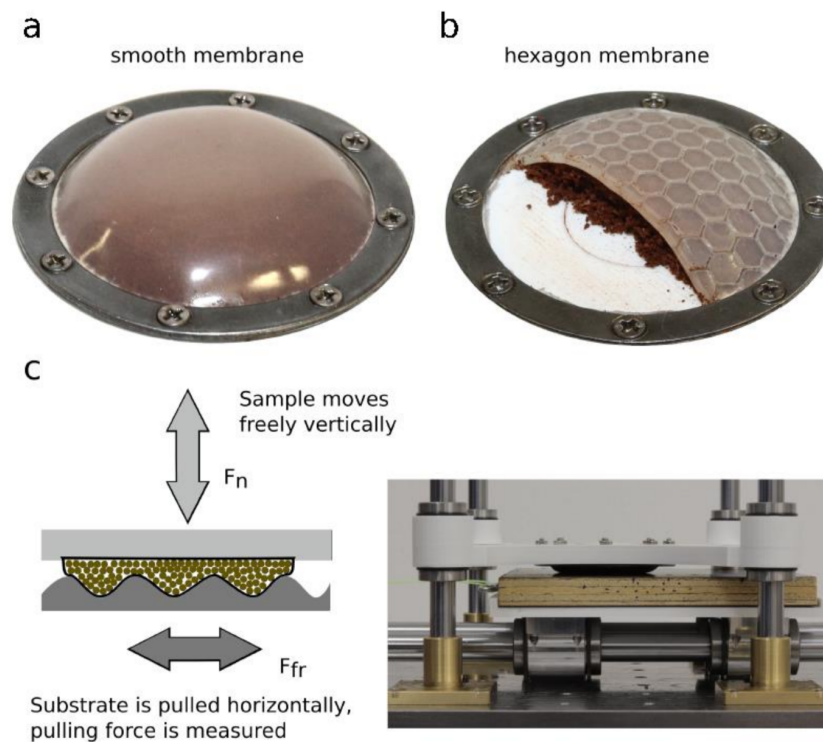 a
smooth membrane
b
hexagon membrane
c
Sample moves
freely vertically
Fn
Ffr
Substrate is pulled horizontally,
pulling force is measured